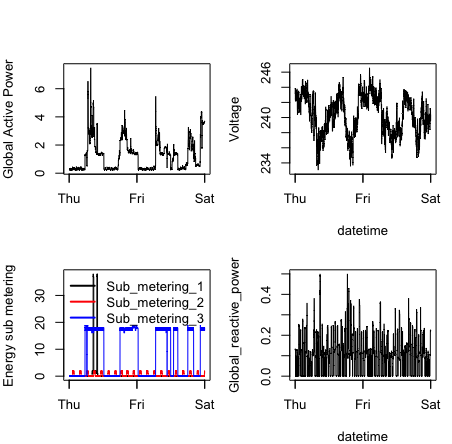 Global Active Power
0 2 4 6
Thu Fri Sat
Voltage
234 240 246
Thu Fri Sat
datetime
Energy sub metering
0 10 20 30
Sub_metering_1
Sub_metering_2
Sub_metering_3
Thu Fri Sat
Global_reactive_power
0.0 0.2 0.4
Thu Fri Sat
datetime